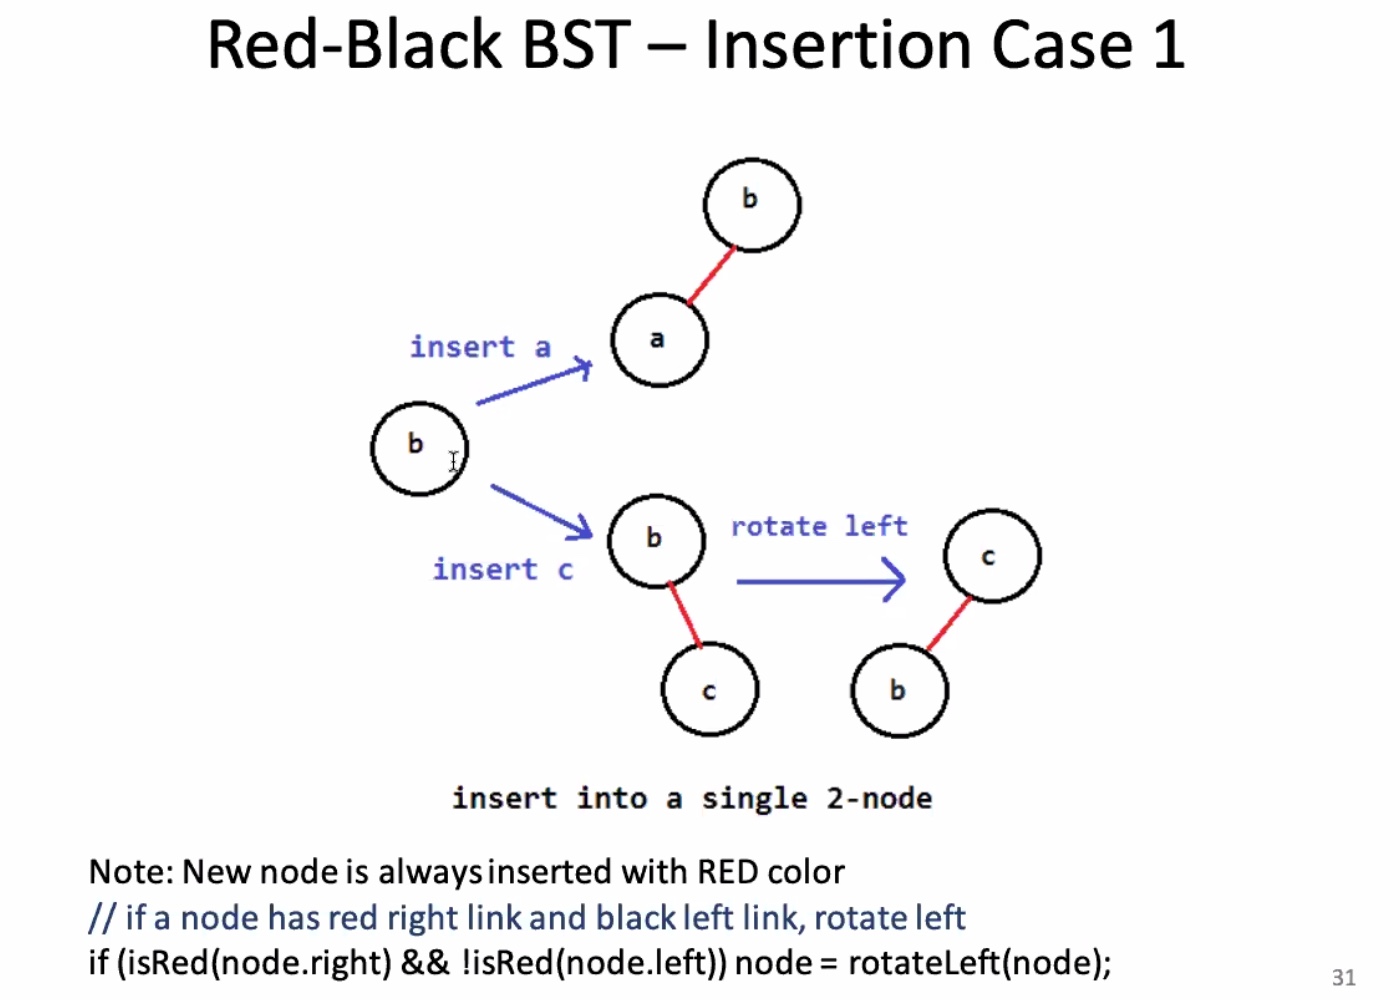 Red-Black BST – Insertion Case 1
b
insert a
a
b
insert c
b
rotate left
c
c
b
insert into a single 2-node
Note: New node is always inserted with RED color
// if a node has red right link and black left link, rotate left
if (isRed(node.right) && !isRed(node.left)) node = rotateLeft(node);
31